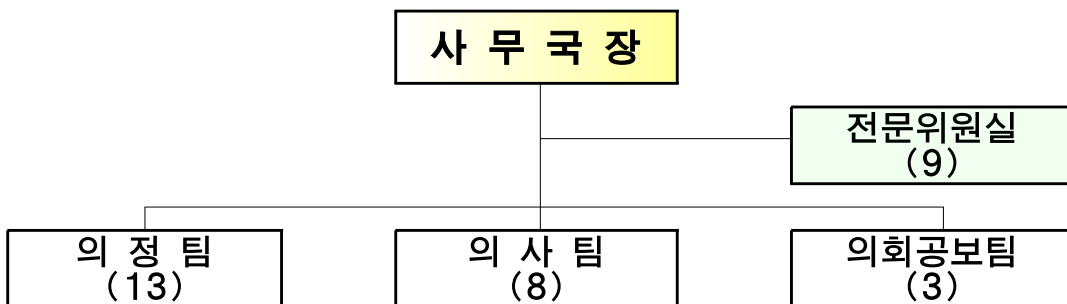 사 무 국 장
전문위원실
(9)
의 정 팀
(13)
의 사 팀
(8)
의회공보팀
(3)